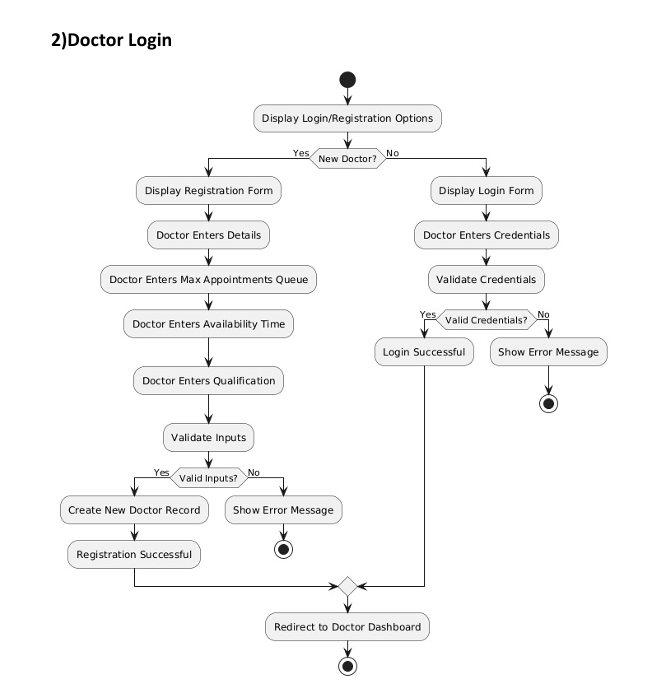 2)Doctor Login
Display Login/Registration Options
Yes
New Doctor?
No
Display Registration Form
Doctor Enters Details
Doctor Enters Max Appointments Queue
Doctor Enters Availability Time
Doctor Enters Qualification
Validate Inputs
Yes
Valid Inputs?
No
Create New Doctor Record
Registration Successful
Show Error Message
Display Login Form
Doctor Enters Credentials
Validate Credentials
Yes
Valid Credentials?
No
Login Successful
Show Error Message
Redirect to Doctor Dashboard